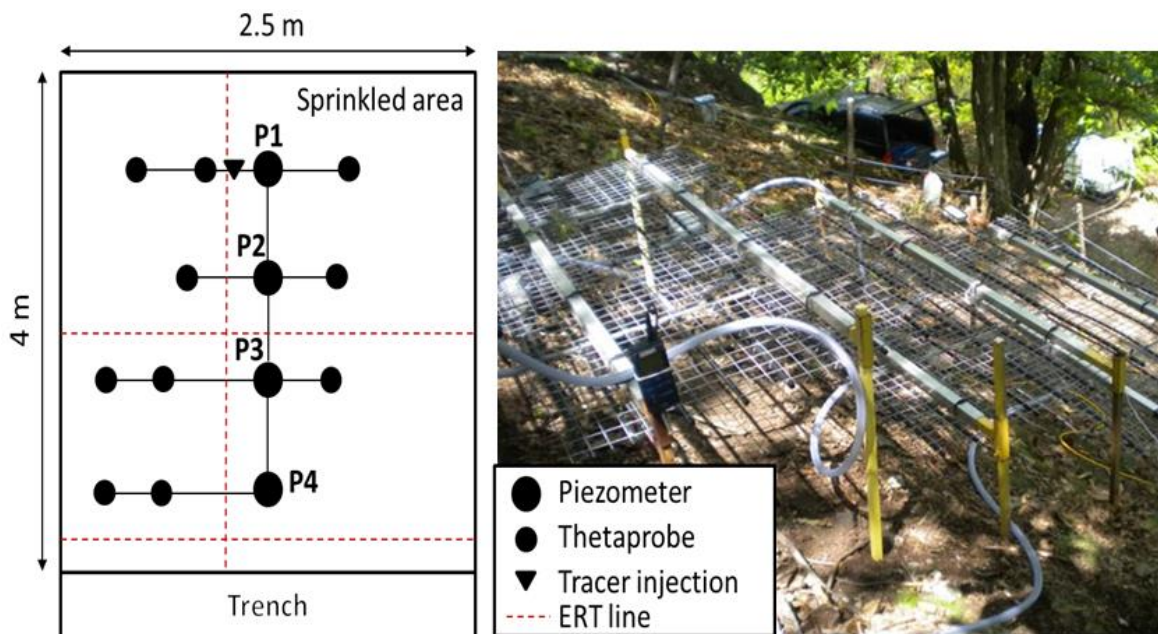 2.5 m
4 m
Sprinkled area
P1
P2
P3
P4
Trench
Piezometer
Thetaprobe
Tracer injection
ERT line